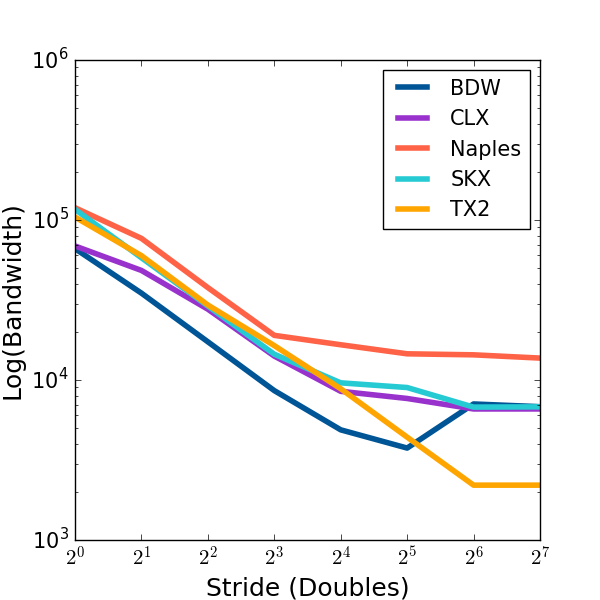 10^6
10^5
10^4
10^3
Log(Bandwidth)
BDW
CLX
Naples
SKX
TX2
2^0 2^1 2^2 2^3 2^4 2^5 2^6 2^7
Stride (Doubles)